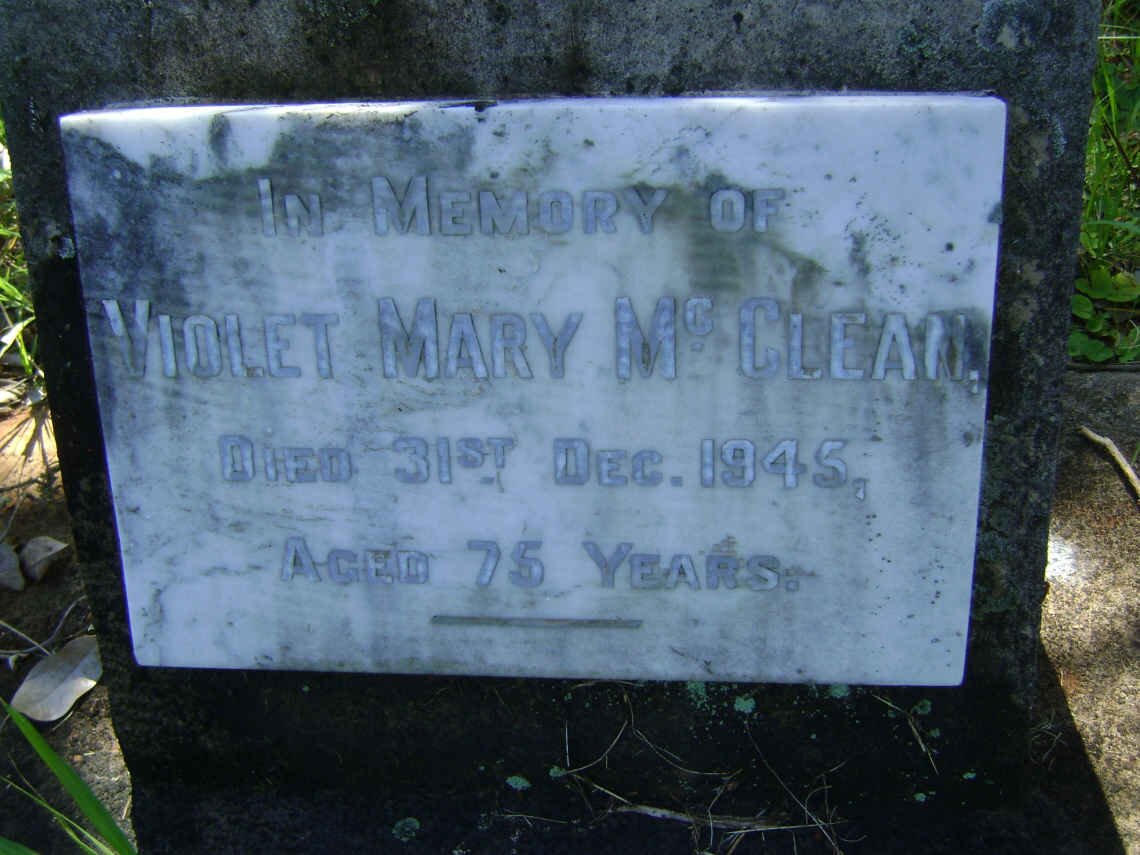 In Memory of
Violet Mary McClean,
Died 31st Dec. 1945,
Aged 75 Years.